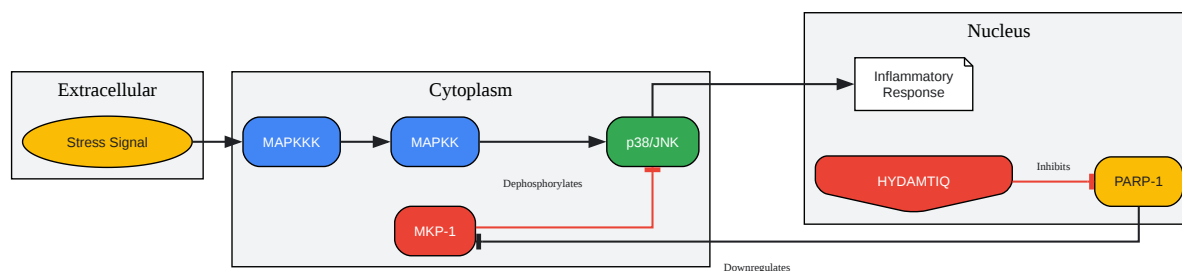 Nucleus
Inflammatory
Response
Extracellular
Cytoplasm
Stress Signal
MAPKKK
MAPKK
p38/JNK
Dephosphorylates
HYDAMTIQ
Inhibits
PARP-1
MKP-1
Downregulates